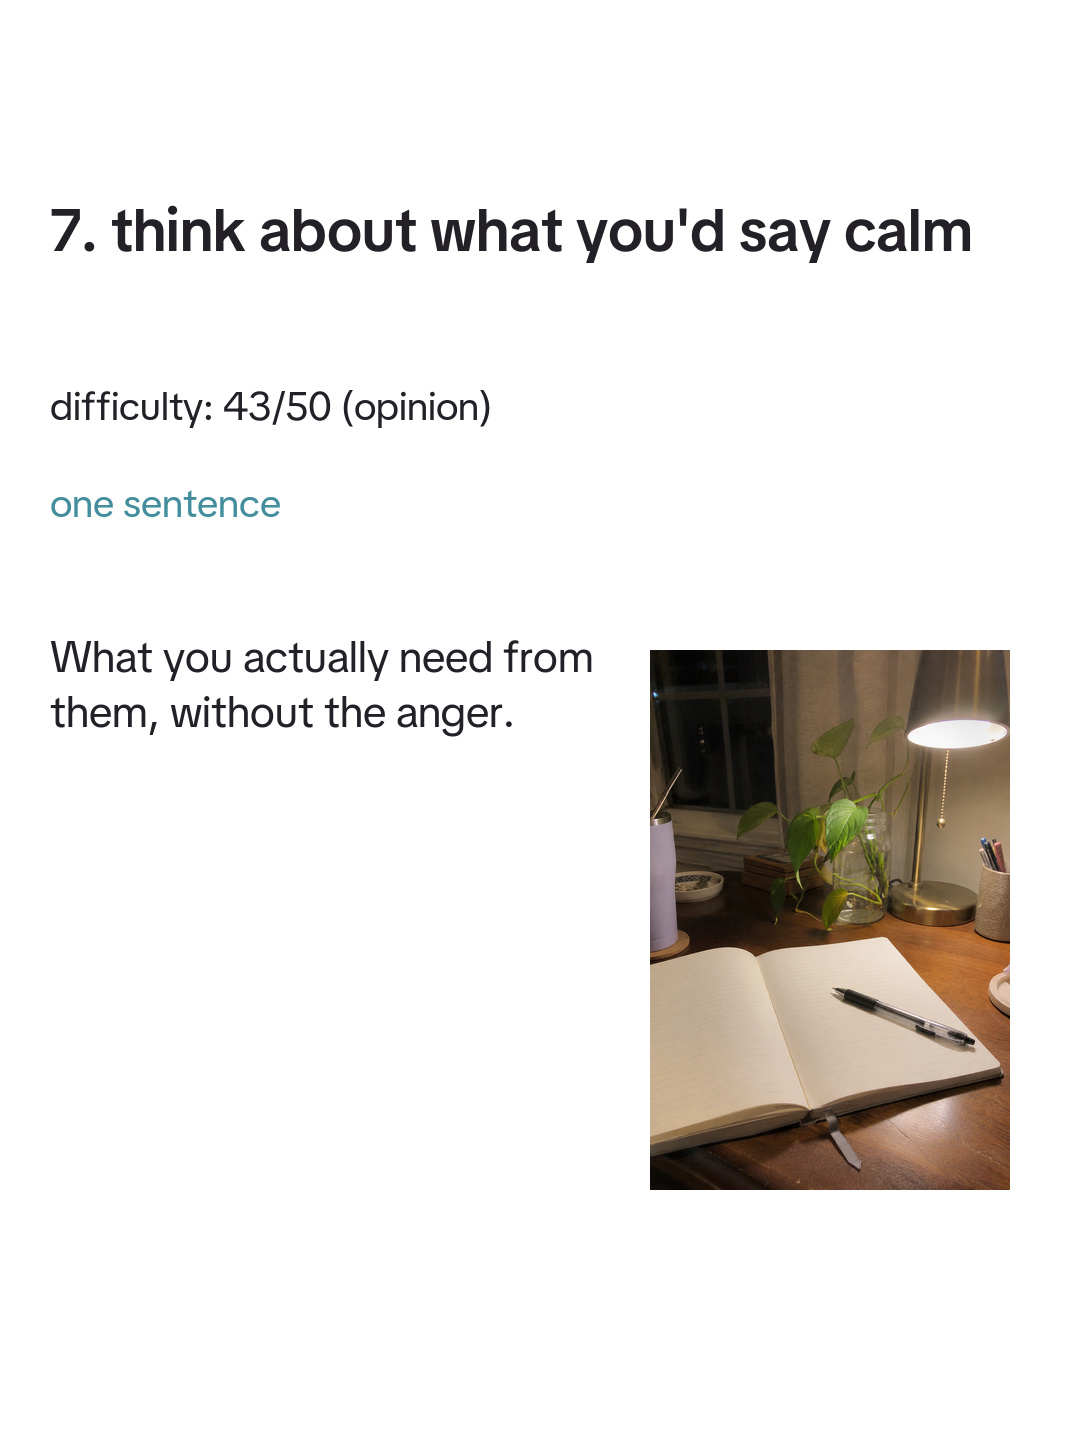 7. think about what you'd say calm
difficulty: 43/50 (opinion)
one sentence
What you actually need from
them, without the anger.